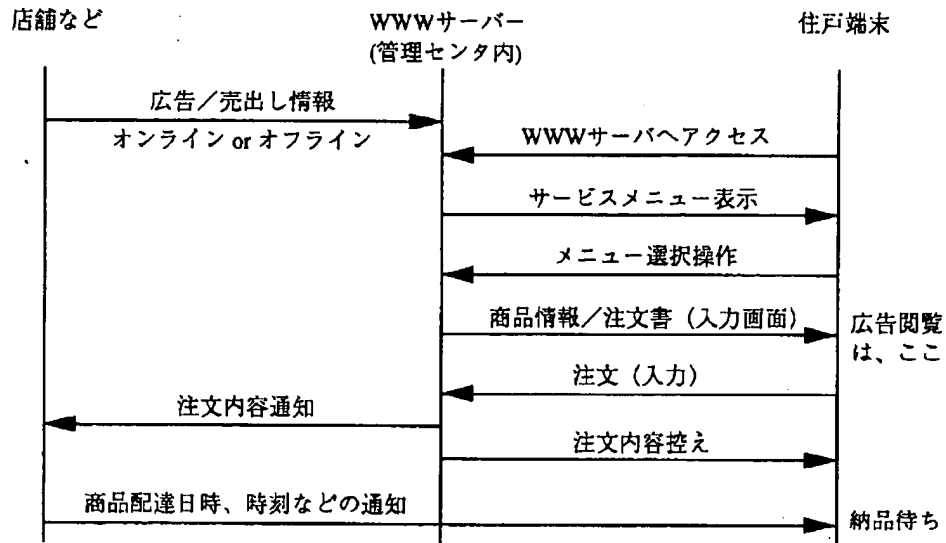 店舗など
WWWサーバー
(管理センタ内)
住戸端末
広告／売出し情報
オンライン or オフライン
WWWサーバへアクセス
サービスメニュー表示
メニュー選択操作
商品情報／注文書（入力画面）
広告閲覧
は、ここ
注文（入力）
注文内容通知
注文内容控え
商品配達日時、時刻などの通知
納品待ち